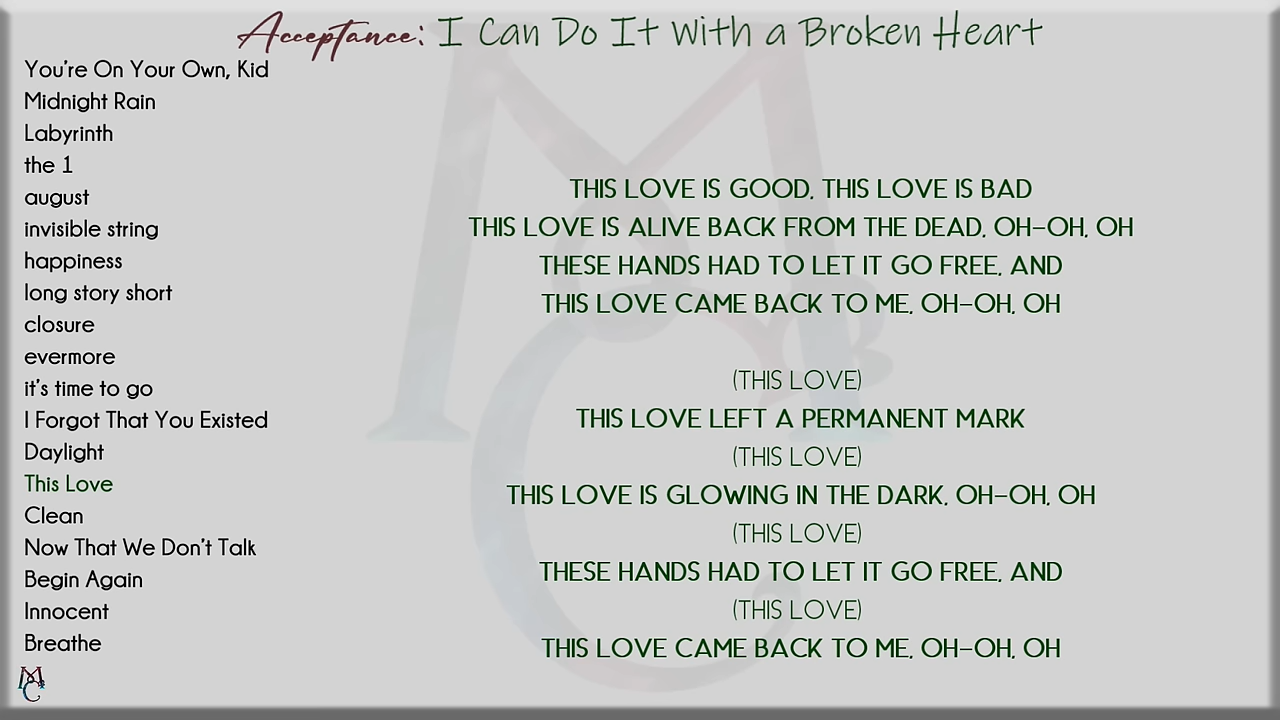 Acceptance: I Can Do It With a Broken Heart
You're On Your Own, Kid
Midnight Rain
Labyrinth
the 1
august
invisible string
happiness
long story short
closure
evermore
it's time to go
I Forgot That You Existed
Daylight
This Love
Clean
Now That We Don't Talk
Begin Again
Innocent
Breathe
THIS LOVE IS GOOD, THIS LOVE IS BAD
THIS LOVE IS ALIVE BACK FROM THE DEAD, OH-OH, OH
THESE HANDS HAD TO LET IT GO FREE, AND
THIS LOVE CAME BACK TO ME, OH-OH, OH
(THIS LOVE)
THIS LOVE LEFT A PERMANENT MARK
(THIS LOVE)
THIS LOVE IS GLOWING IN THE DARK, OH-OH, OH
(THIS LOVE)
THESE HANDS HAD TO LET IT GO FREE, AND
(THIS LOVE)
THIS LOVE CAME BACK TO ME, OH-OH, OH